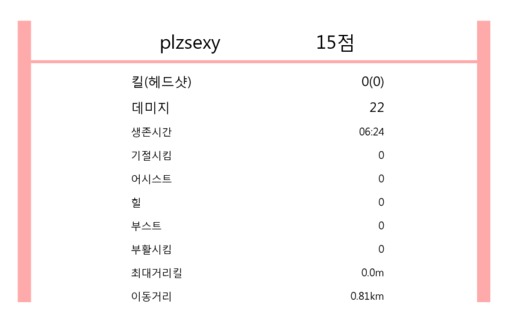 plzsexy 15점
킬(헤드샷) 0(0)
데미지 22
생존시간 06:24
기절시킴 0
어시스트 0
힐 0
부스트 0
부활시킴 0
최대거리킬 0.0m
이동거리 0.81km